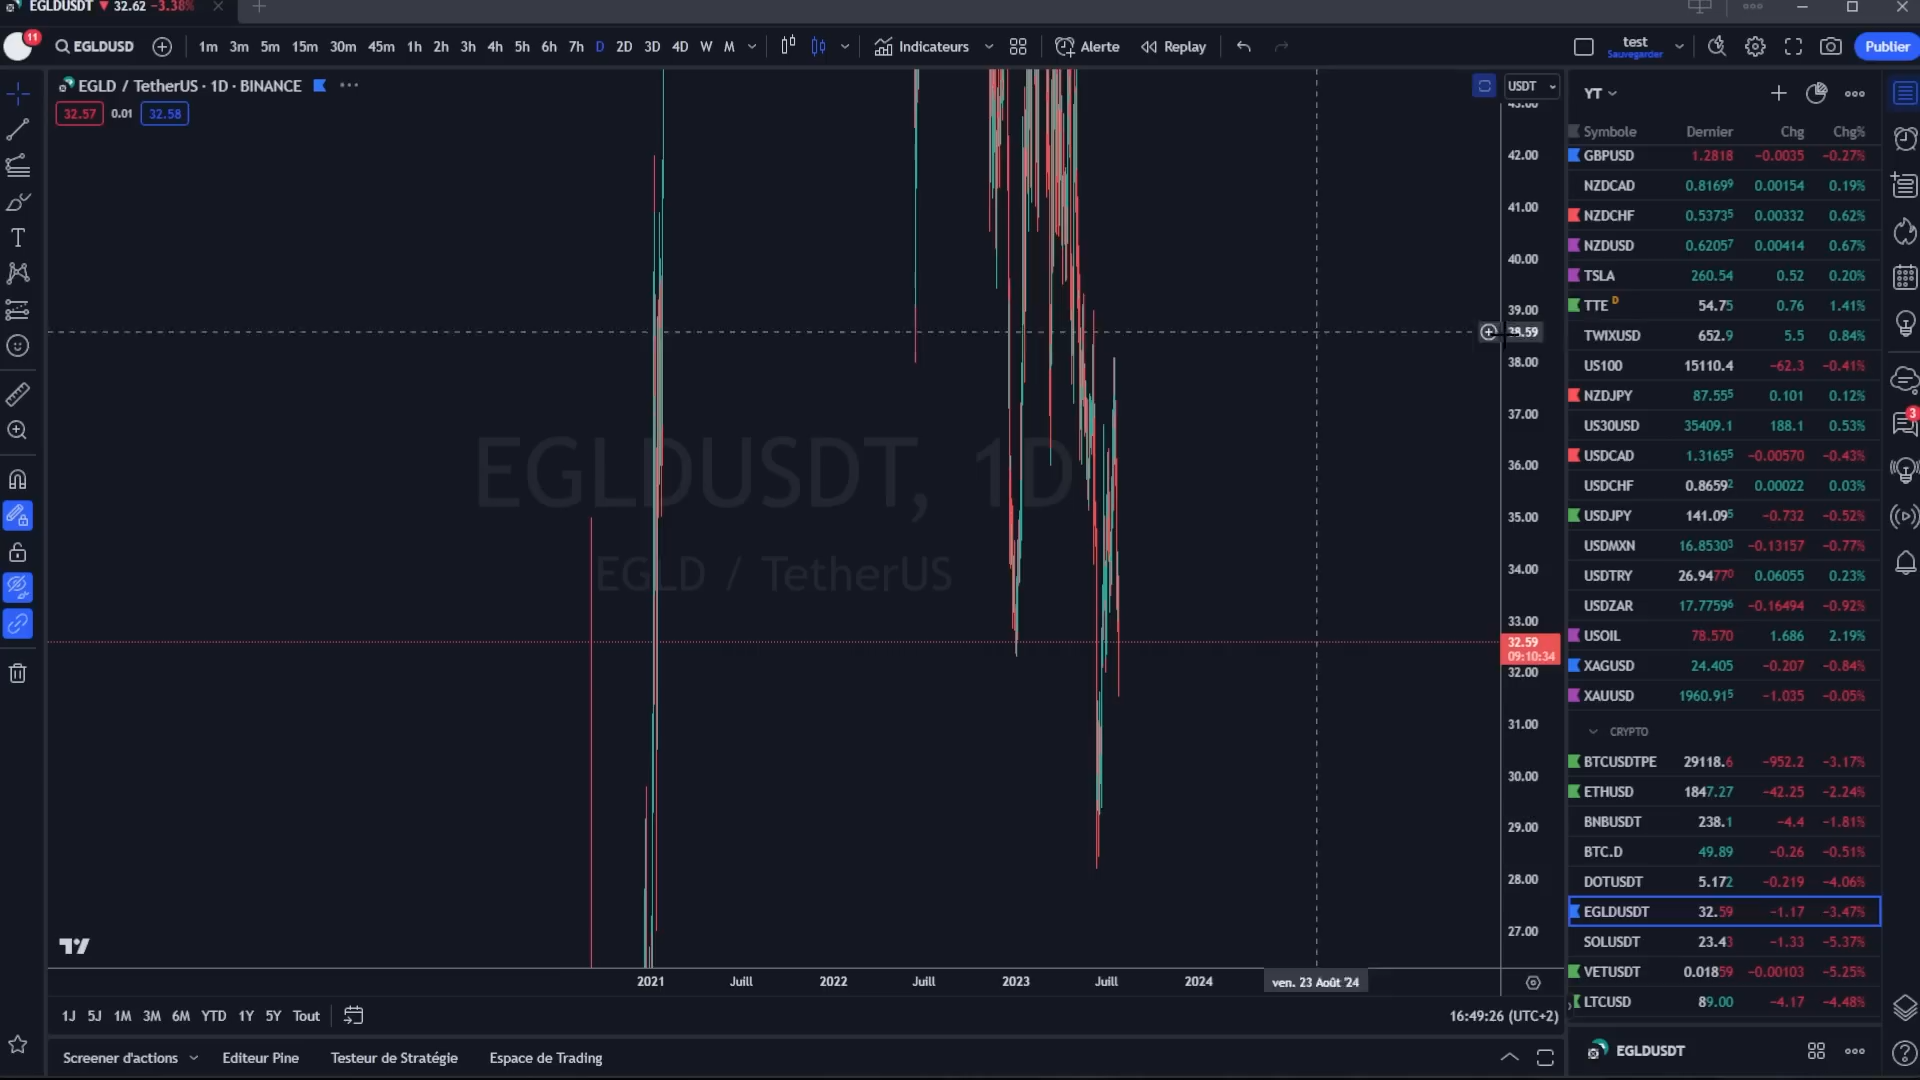 EGLDUSDT ▼ 32.62 −3.38%
11
EGLDUSD
1m 3m 5m 15m 30m 45m 1h 2h 3h 4h 5h 6h 7h D 2D 3D 4D W M
Indicateurs
Alerte
Replay
test
Sauvegarder
Publier
EGLD / TetherUS · 1D · BINANCE
32.57 0.01 32.58
USDT
EGLDUSDT, 1D
EGLD / TetherUS
43.00
42.00
41.00
40.00
39.00
38.59
38.00
37.00
36.00
35.00
34.00
33.00
32.59
09:10:34
32.00
31.00
30.00
29.00
28.00
27.00
2021 Juill 2022 Juill 2023 Juill 2024 ven. 23 Août '24
1J 5J 1M 3M 6M YTD 1Y 5Y Tout
16:49:26 (UTC+2)
Screener d'actions Editeur Pine Testeur de Stratégie Espace de Trading
YT
Symbole Dernier Chg Chg%
GBPUSD 1.2818 −0.0035 −0.27%
NZDCAD 0.81699 0.00154 0.19%
NZDCHF 0.53735 0.00332 0.62%
NZDUSD 0.62057 0.00414 0.67%
TSLA 260.54 0.52 0.20%
TTE D 54.75 0.76 1.41%
TWIXUSD 652.9 5.5 0.84%
US100 15110.4 −62.3 −0.41%
NZDJPY 87.555 0.101 0.12%
US30USD 35409.1 188.1 0.53%
USDCAD 1.31655 −0.00570 −0.43%
USDCHF 0.86592 0.00022 0.03%
USDJPY 141.095 −0.732 −0.52%
USDMXN 16.85303 −0.13157 −0.77%
USDTRY 26.94770 0.06055 0.23%
USDZAR 17.77596 −0.16494 −0.92%
USOIL 78.570 1.686 2.19%
XAGUSD 24.405 −0.207 −0.84%
XAUUSD 1960.915 −1.035 −0.05%
CRYPTO
BTCUSDTPE 29118.6 −952.2 −3.17%
ETHUSD 1847.27 −42.25 −2.24%
BNBUSDT 238.1 −4.4 −1.81%
BTC.D 49.89 −0.26 −0.51%
DOTUSDT 5.172 −0.219 −4.06%
EGLDUSDT 32.59 −1.17 −3.47%
SOLUSDT 23.43 −1.33 −5.37%
VETUSDT 0.01859 −0.00103 −5.25%
LTCUSD 89.00 −4.17 −4.48%
EGLDUSDT
3